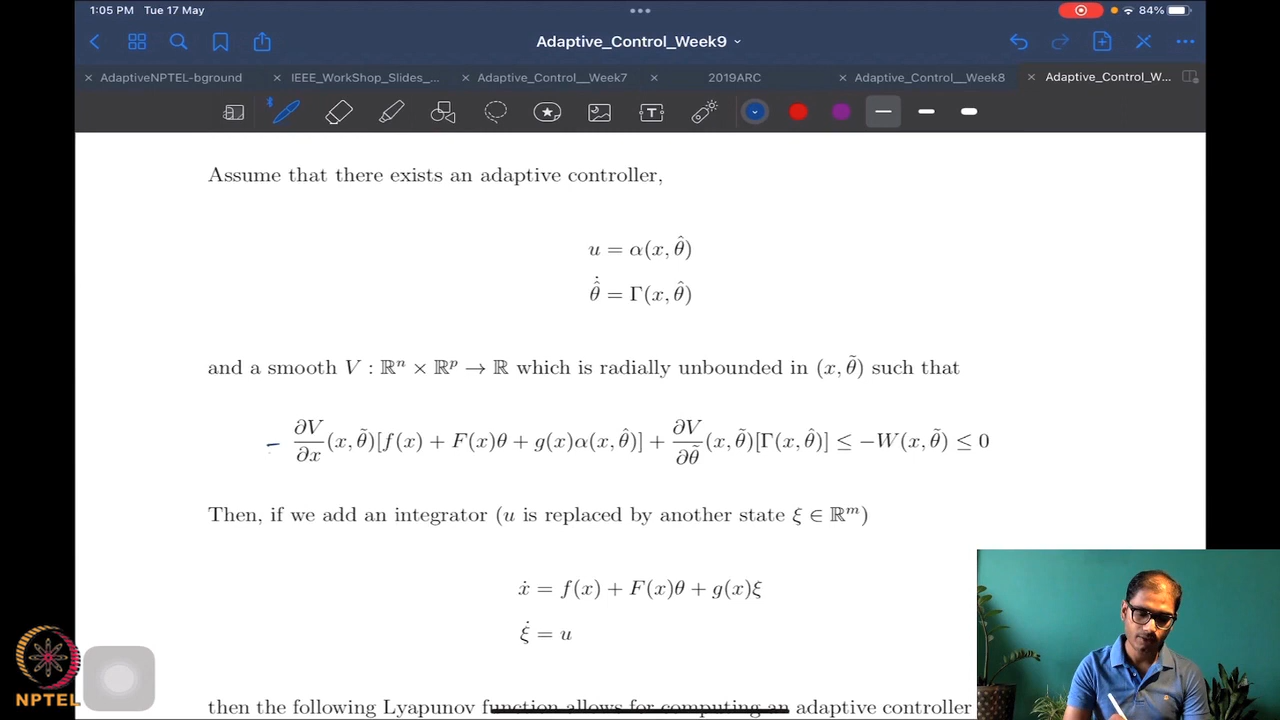 1:05 PM Tue 17 May
84%
Adaptive_Control_Week9
AdaptiveNPTEL-bground
IEEE_WorkShop_Slides_...
Adaptive_Control__Week7
2019ARC
Adaptive_Control__Week8
Adaptive_Control_W...
Assume that there exists an adaptive controller,
u = α(x, θ̂)
θ̂̇ = Γ(x, θ̂)
and a smooth V : ℝⁿ × ℝᵖ → ℝ which is radially unbounded in (x, θ̃) such that
∂V/∂x (x, θ̃)[f(x) + F(x)θ + g(x)α(x, θ̂)] + ∂V/∂θ̃ (x, θ̃)[Γ(x, θ̂)] ≤ −W(x, θ̃) ≤ 0
Then, if we add an integrator (u is replaced by another state ξ ∈ ℝᵐ)
ẋ = f(x) + F(x)θ + g(x)ξ
ξ̇ = u
then the following Lyapunov function allows for computing an adaptive controller
NPTEL